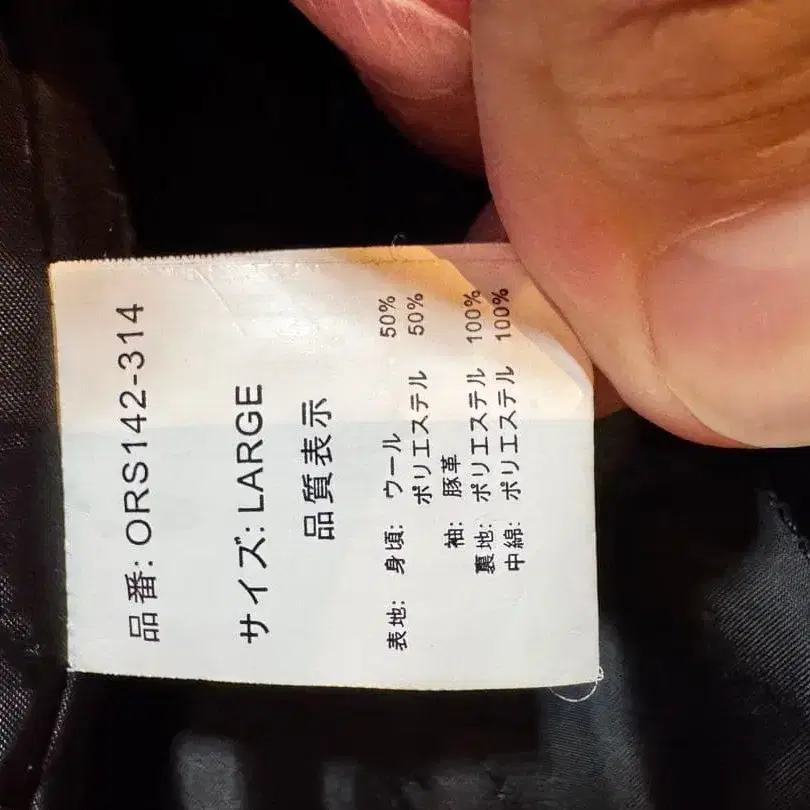 品番: ORS142-314
サイズ: LARGE
品質表示
表地: 身頃: ウール 50%
ポリエステル 50%
袖: 豚革
裏地: ポリエステル 100%
中綿: ポリエステル 100%